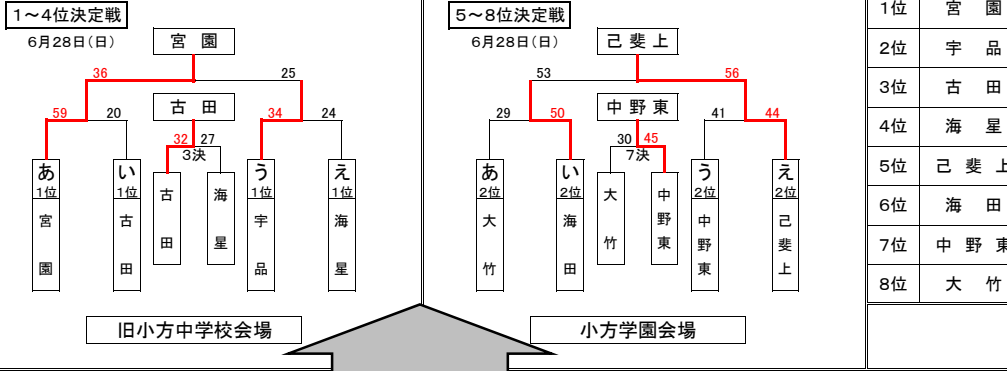 1~4位決定戦
6月28日(日)
宮園
36 25
古田
59 20 34 24
32 27
3決
あ い う え
1位 1位 1位 1位
宮園 古田 古田 海星 宇品 海星
旧小方中学校会場
5~8位決定戦
6月28日(日)
己斐上
53 56
中野東
29 50 41 44
30 45
7決
あ い う え
2位 2位 2位 2位
大竹 海田 大竹 中野東 中野東 己斐上
小方学園会場
1位 宮園
2位 宇品
3位 古田
4位 海星
5位 己斐上
6位 海田
7位 中野東
8位 大竹